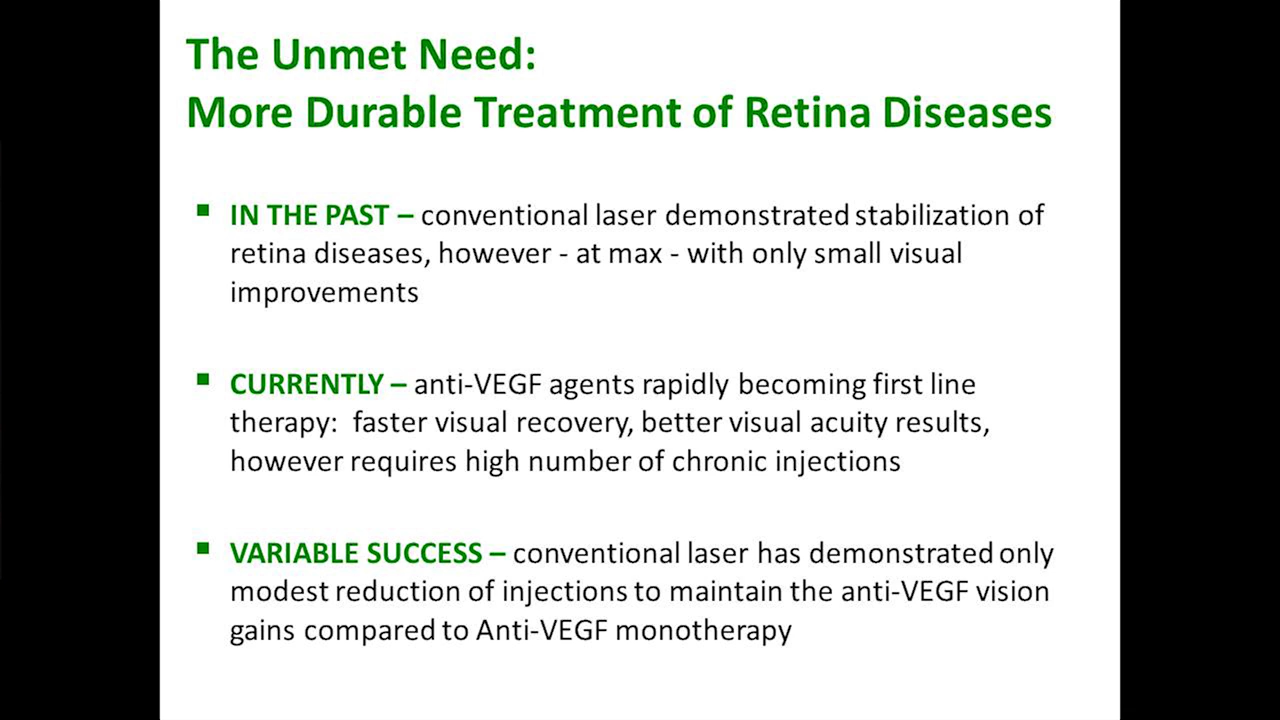 The Unmet Need:
More Durable Treatment of Retina Diseases
▪ IN THE PAST – conventional laser demonstrated stabilization of
retina diseases, however - at max - with only small visual
improvements
▪ CURRENTLY – anti-VEGF agents rapidly becoming first line
therapy:  faster visual recovery, better visual acuity results,
however requires high number of chronic injections
▪ VARIABLE SUCCESS – conventional laser has demonstrated only
modest reduction of injections to maintain the anti-VEGF vision
gains compared to Anti-VEGF monotherapy